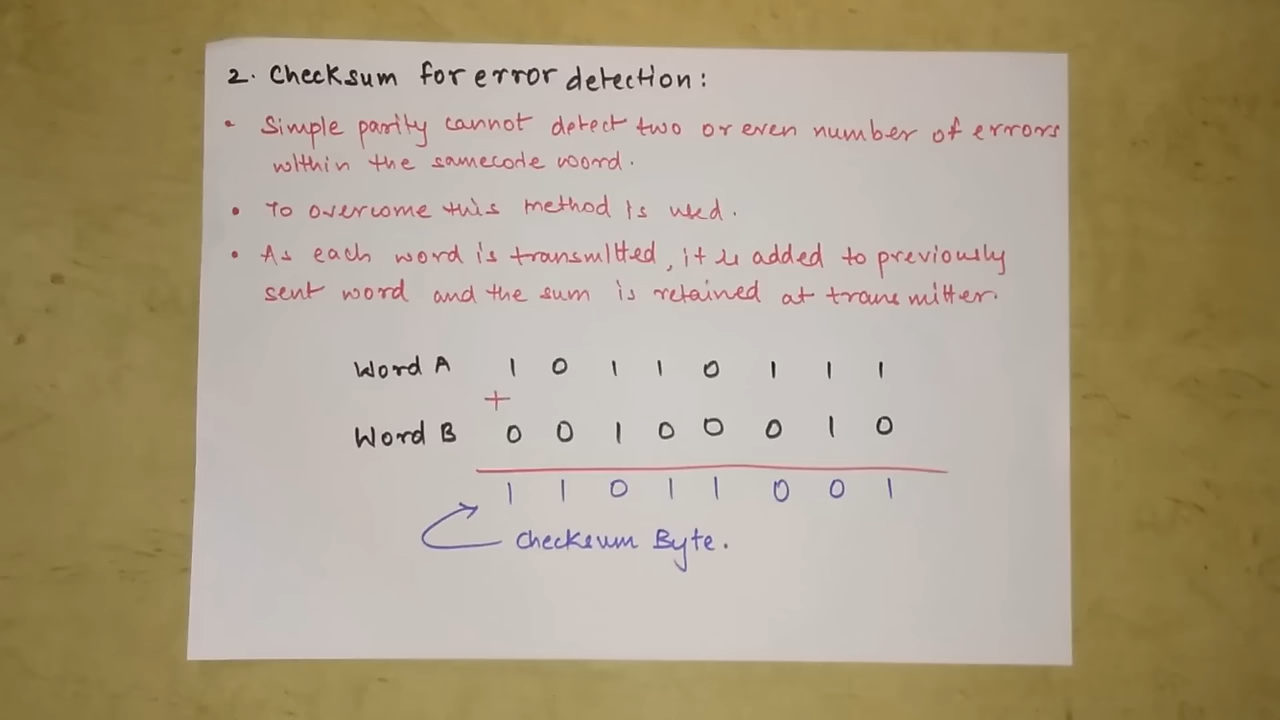 2. Checksum for error detection:
• Simple parity cannot detect two or even number of errors
within the samecode woord.
• To overcome this method is used.
• As each word is transmitted, it is added to previously
sent word and the sum is retained at transmitter.
Word A 1 0 1 1 0 1 1 1
+
Word B 0 0 1 0 0 0 1 0
1 1 0 1 1 0 0 1
Checksum Byte.